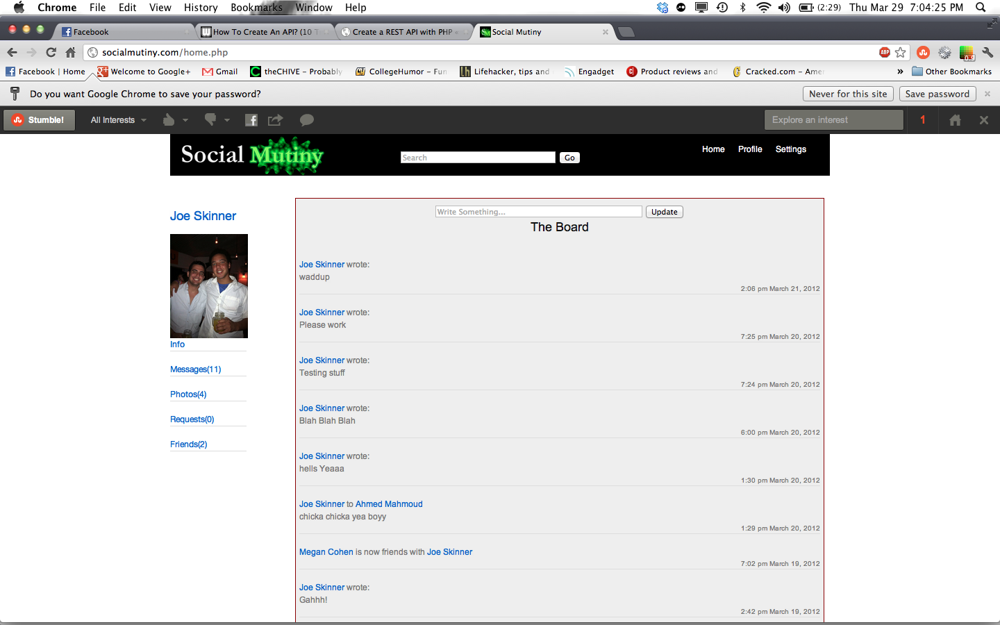 Chrome File Edit View History Bookmarks Window Help (2:29) Thu Mar 29 7:04:25 PM
Facebook How To Create An API? (10 T Create a REST API with PHP Social Mutiny
socialmutiny.com/home.php ABP
Facebook | Home Welcome to Google+ Gmail theCHIVE – Probably CollegeHumor – Fun Lifehacker, tips and Engadget Product reviews and Cracked.com – Amer » Other Bookmarks
Do you want Google Chrome to save your password? Never for this site Save password
Stumble! All Interests Explore an interest 1
Social Mutiny Search Go Home Profile Settings
Joe Skinner
Info
Messages(11)
Photos(4)
Requests(0)
Friends(2)
Write Something... Update
The Board
Joe Skinner wrote:
waddup
2:06 pm March 21, 2012
Joe Skinner wrote:
Please work
7:25 pm March 20, 2012
Joe Skinner wrote:
Testing stuff
7:24 pm March 20, 2012
Joe Skinner wrote:
Blah Blah Blah
6:00 pm March 20, 2012
Joe Skinner wrote:
hells Yeaaa
1:30 pm March 20, 2012
Joe Skinner to Ahmed Mahmoud
chicka chicka yea boyy
1:29 pm March 20, 2012
Megan Cohen is now friends with Joe Skinner
7:02 pm March 19, 2012
Joe Skinner wrote:
Gahhh!
2:42 pm March 19, 2012